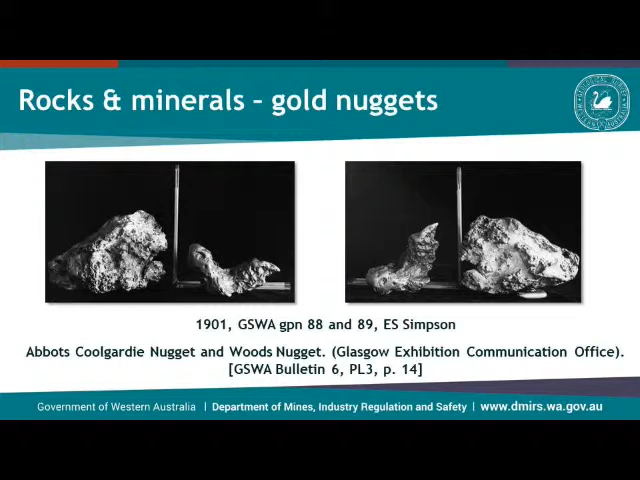 Rocks & minerals – gold nuggets
1901, GSWA gpn 88 and 89, ES Simpson
Abbots Coolgardie Nugget and Woods Nugget. (Glasgow Exhibition Communication Office).
[GSWA Bulletin 6, PL3, p. 14]
Government of Western Australia | Department of Mines, Industry Regulation and Safety | www.dmirs.wa.gov.au